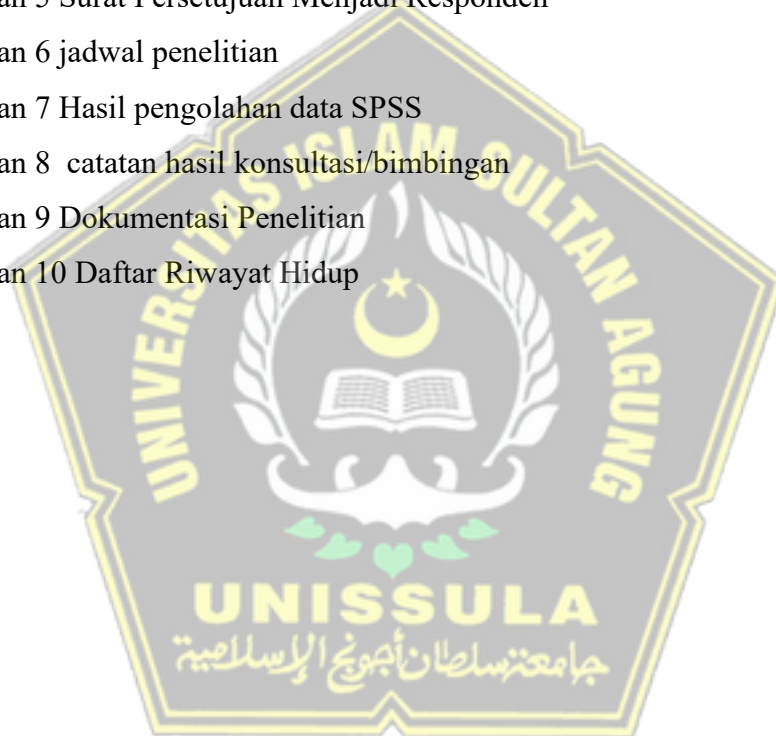 an 5 Surat Persetujuan Menjadi Responden
an 6 jadwal penelitian
an 7 Hasil pengolahan data SPSS
an 8 catatan hasil konsultasi/bimbingan
an 9 Dokumentasi Penelitian
an 10 Daftar Riwayat Hidup
UNIVERSITAS ISLAM SULTAN AGUNG
UNISSULA
جامعتسلطان أجونج الإسلامية